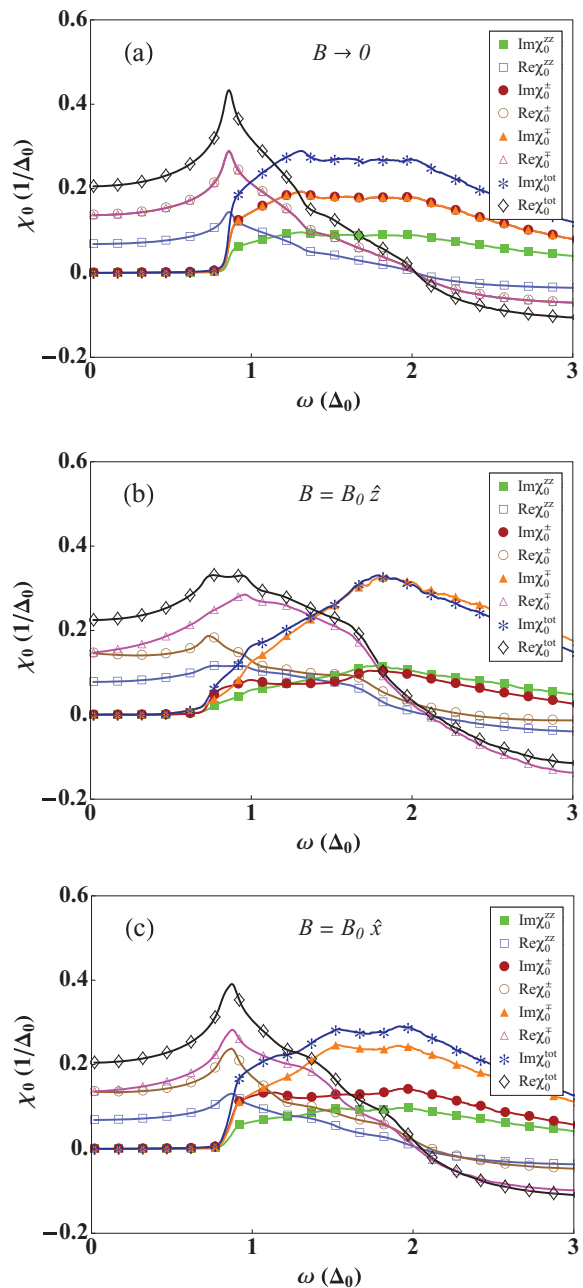 0.6
(a)
B → 0
Imχ₀ᶻᶻ
Reχ₀ᶻᶻ
Imχ₀^±
Reχ₀^±
Imχ₀^∓
Reχ₀^∓
Imχ₀ᵗᵒᵗ
Reχ₀ᵗᵒᵗ
0.4
χ₀ (1/Δ₀)
0.2
0.
−0.2
0 1 2 3
ω (Δ₀)
0.6
(b)
B = B₀ ẑ
Imχ₀ᶻᶻ
Reχ₀ᶻᶻ
Imχ₀^±
Reχ₀^±
Imχ₀^∓
Reχ₀^∓
Imχ₀ᵗᵒᵗ
Reχ₀ᵗᵒᵗ
0.4
χ₀ (1/Δ₀)
0.2
0.
−0.2
0 1 2 3
ω (Δ₀)
0.6
(c)
B = B₀ x̂
Imχ₀ᶻᶻ
Reχ₀ᶻᶻ
Imχ₀^±
Reχ₀^±
Imχ₀^∓
Reχ₀^∓
Imχ₀ᵗᵒᵗ
Reχ₀ᵗᵒᵗ
0.4
χ₀ (1/Δ₀)
0.2
0.
−0.2
0 1 2 3
ω (Δ₀)